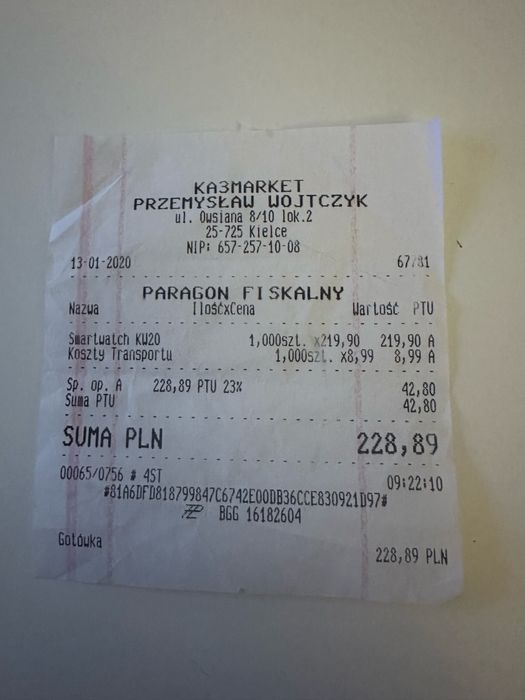 KA3MARKET
PRZEMYSŁAW WOJTCZYK
ul. Owsiana 8/10 lok.2
25-725 Kielce
NIP: 657-257-10-08
13-01-2020 67/81
PARAGON FISKALNY
Nazwa IlośćxCena Wartość PTU
Smartwatch KW20 1,000szt. x219,90 219,90 A
Koszty Transportu 1,000szt. x8,99 8,99 A
Sp. op. A 228,89 PTU 23% 42,80
Suma PTU 42,80
SUMA PLN 228,89
00065/0756 # 4ST 09:22:10
#81A6DFD818799847C6742E00DB36CCE830921D97#
BGG 16182604
Gotówka 228,89 PLN